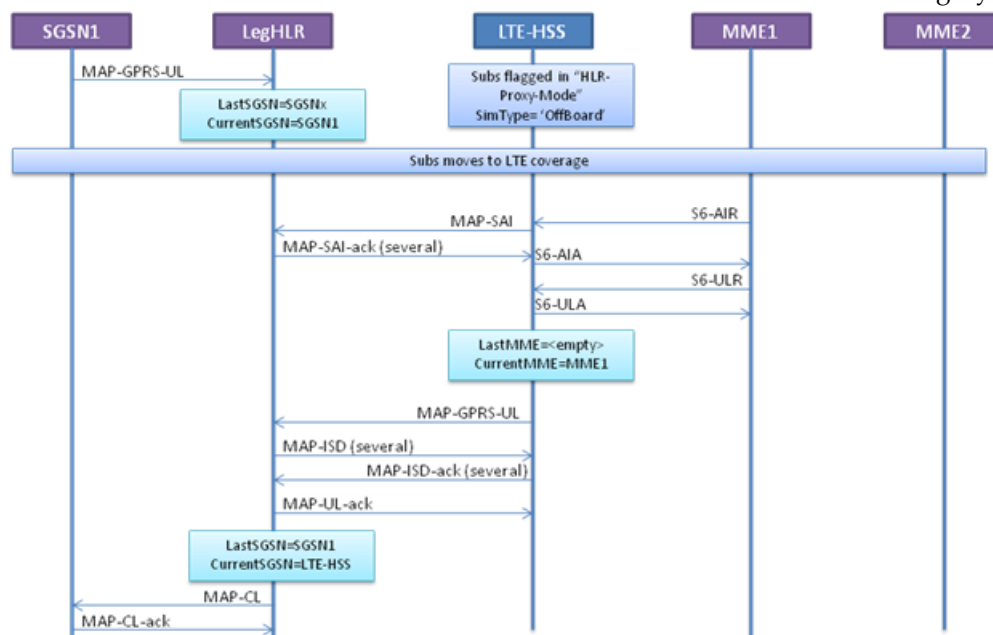 SGSN1
LegHLR
LTE-HSS
MME1
MME2
MAP-GPRS-UL
Subs flagged in “HLR-
Proxy-Mode”
SimType= ‘OffBoard’
LastSGSN=SGSNx
CurrentSGSN=SGSN1
Subs moves to LTE coverage
S6-AIR
MAP-SAI
MAP-SAI-ack (several)
S6-AIA
S6-ULR
S6-ULA
LastMME=<empty>
CurrentMME=MME1
MAP-GPRS-UL
MAP-ISD (several)
MAP-ISD-ack (several)
MAP-UL-ack
LastSGSN=SGSN1
CurrentSGSN=LTE-HSS
MAP-CL
MAP-CL-ack